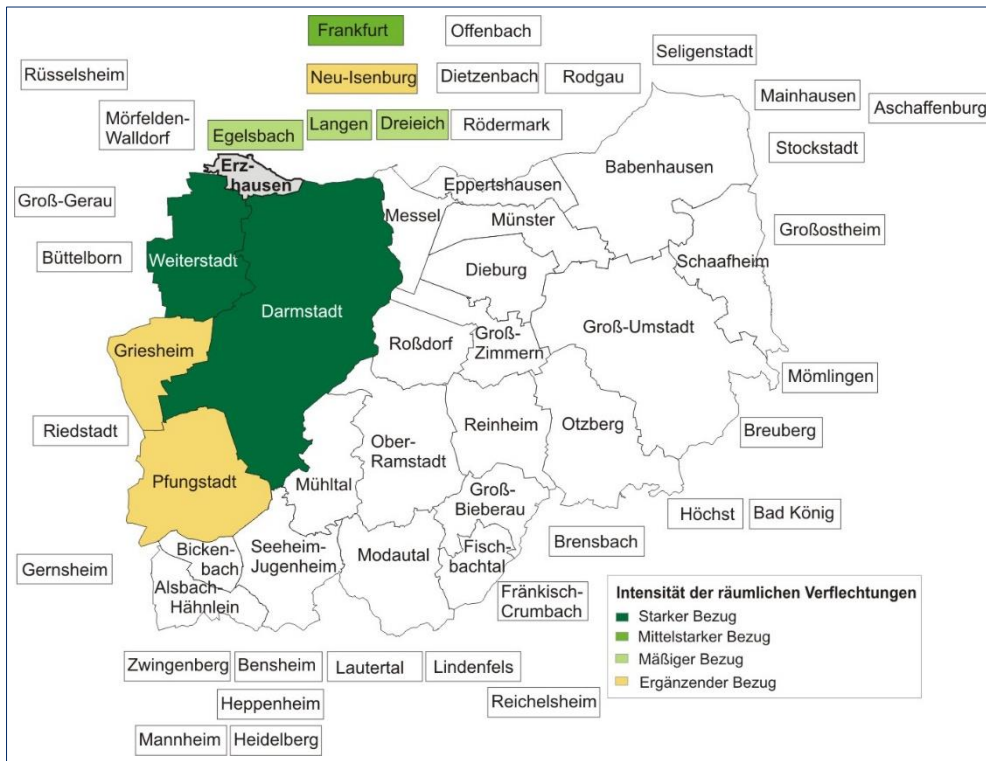 Frankfurt
Offenbach
Seligenstadt
Rüsselsheim
Neu-Isenburg
Dietzenbach
Rodgau
Mainhausen
Aschaffenburg
Mörfelden-
Walldorf
Egelsbach
Langen
Dreieich
Rödermark
Stockstadt
Erz-
hausen
Babenhausen
Eppertshausen
Groß-Gerau
Messel
Münster
Großostheim
Büttelborn
Weiterstadt
Dieburg
Schaafheim
Darmstadt
Groß-Umstadt
Griesheim
Roßdorf
Groß-
Zimmern
Mömlingen
Riedstadt
Ober-
Ramstadt
Reinheim
Otzberg
Breuberg
Pfungstadt
Mühltal
Groß-
Bieberau
Höchst
Bad König
Brensbach
Gernsheim
Bicken-
bach
Seeheim-
Jugenheim
Modautal
Fisch-
bachtal
Alsbach-
Hähnlein
Fränkisch-
Crumbach
Intensität der räumlichen Verflechtungen
Starker Bezug
Mittelstarker Bezug
Mäßiger Bezug
Ergänzender Bezug
Zwingenberg
Bensheim
Lautertal
Lindenfels
Heppenheim
Reichelsheim
Mannheim
Heidelberg